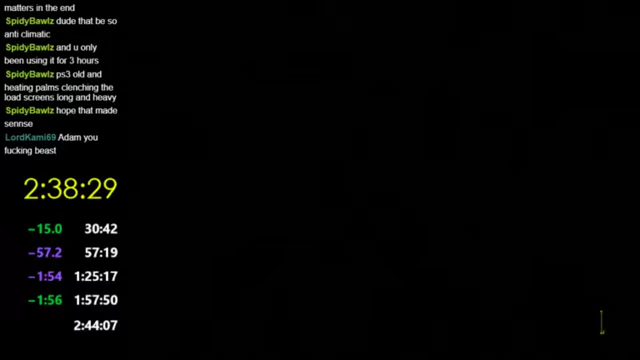 matters in the end
SpidyBawlz dude that be so
anti climatic
SpidyBawlz and u only
been using it for 3 hours
SpidyBawlz ps3 old and
heating palms clenching the
load screens long and heavy
SpidyBawlz hope that made
sennse
LordKami69 Adam you
fucking beast
2:38:29
-15.0 30:42
-57.2 57:19
-1:54 1:25:17
-1:56 1:57:50
2:44:07